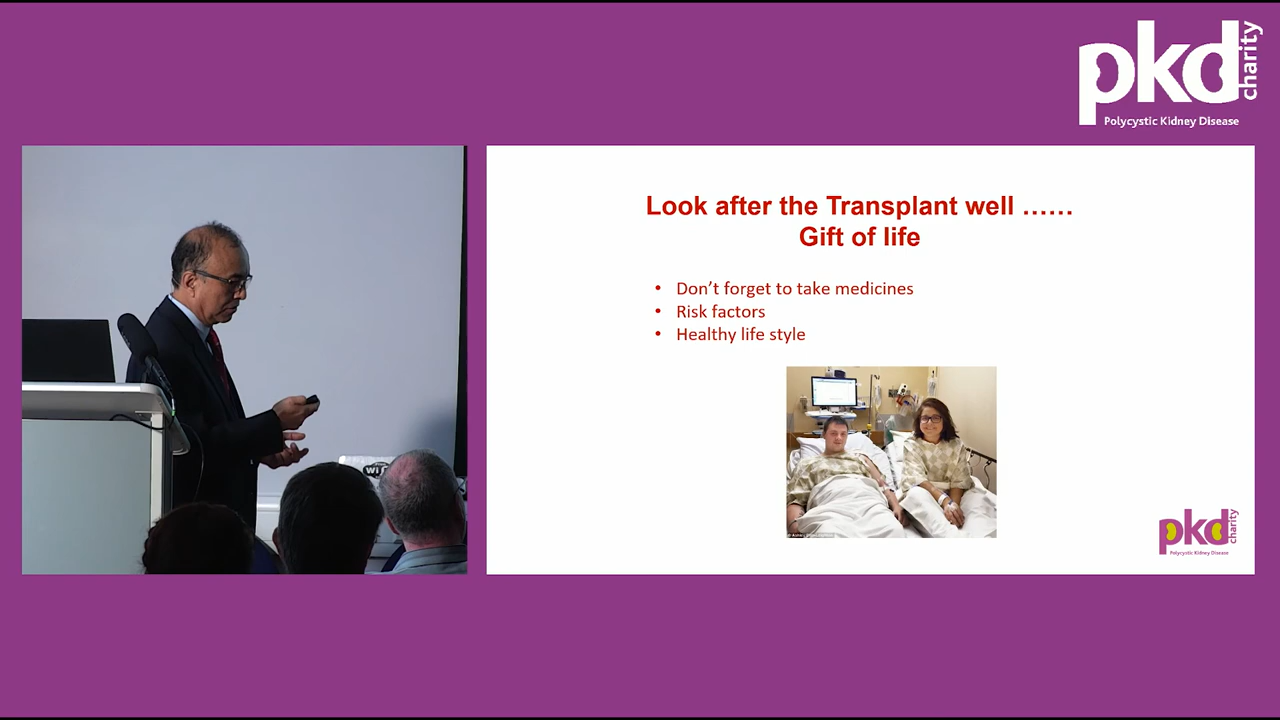 pkd
charity
Polycystic Kidney Disease
Look after the Transplant well ......
Gift of life
• Don't forget to take medicines
• Risk factors
• Healthy life style
pkd
charity
Polycystic Kidney Disease